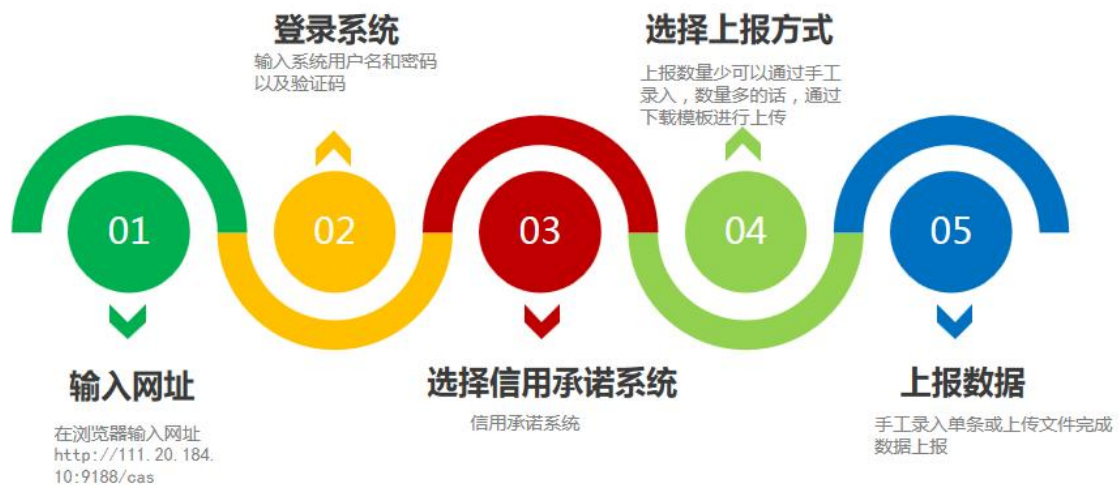 登录系统
输入系统用户名和密码
以及验证码
选择上报方式
上报数量少可以通过手工
录入，数量多的话，通过
下载模板进行上传
01
02
03
04
05
输入网址
在浏览器输入网址
http://111.20.184.
10:9188/cas
选择信用承诺系统
信用承诺系统
上报数据
手工录入单条或上传文件完成
数据上报